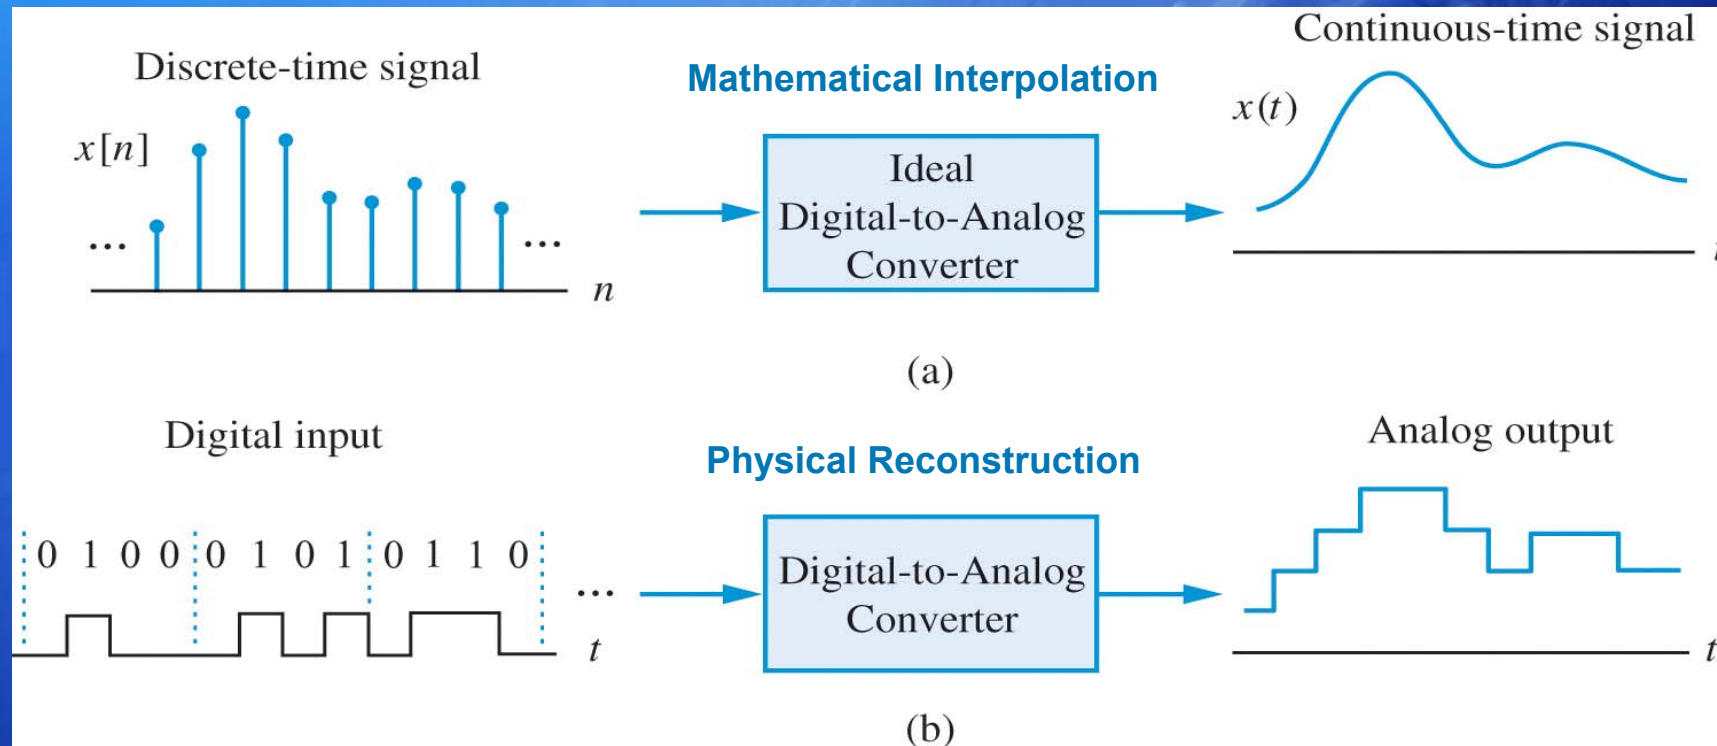 Discrete-time signal
Mathematical Interpolation
Continuous-time signal
x[n]
...
...
n
Ideal
Digital-to-Analog
Converter
x(t)
t
(a)
Digital input
Physical Reconstruction
Analog output
0 1 0 0 0 1 0 1 0 1 1 0
...
t
Digital-to-Analog
Converter
t
(b)